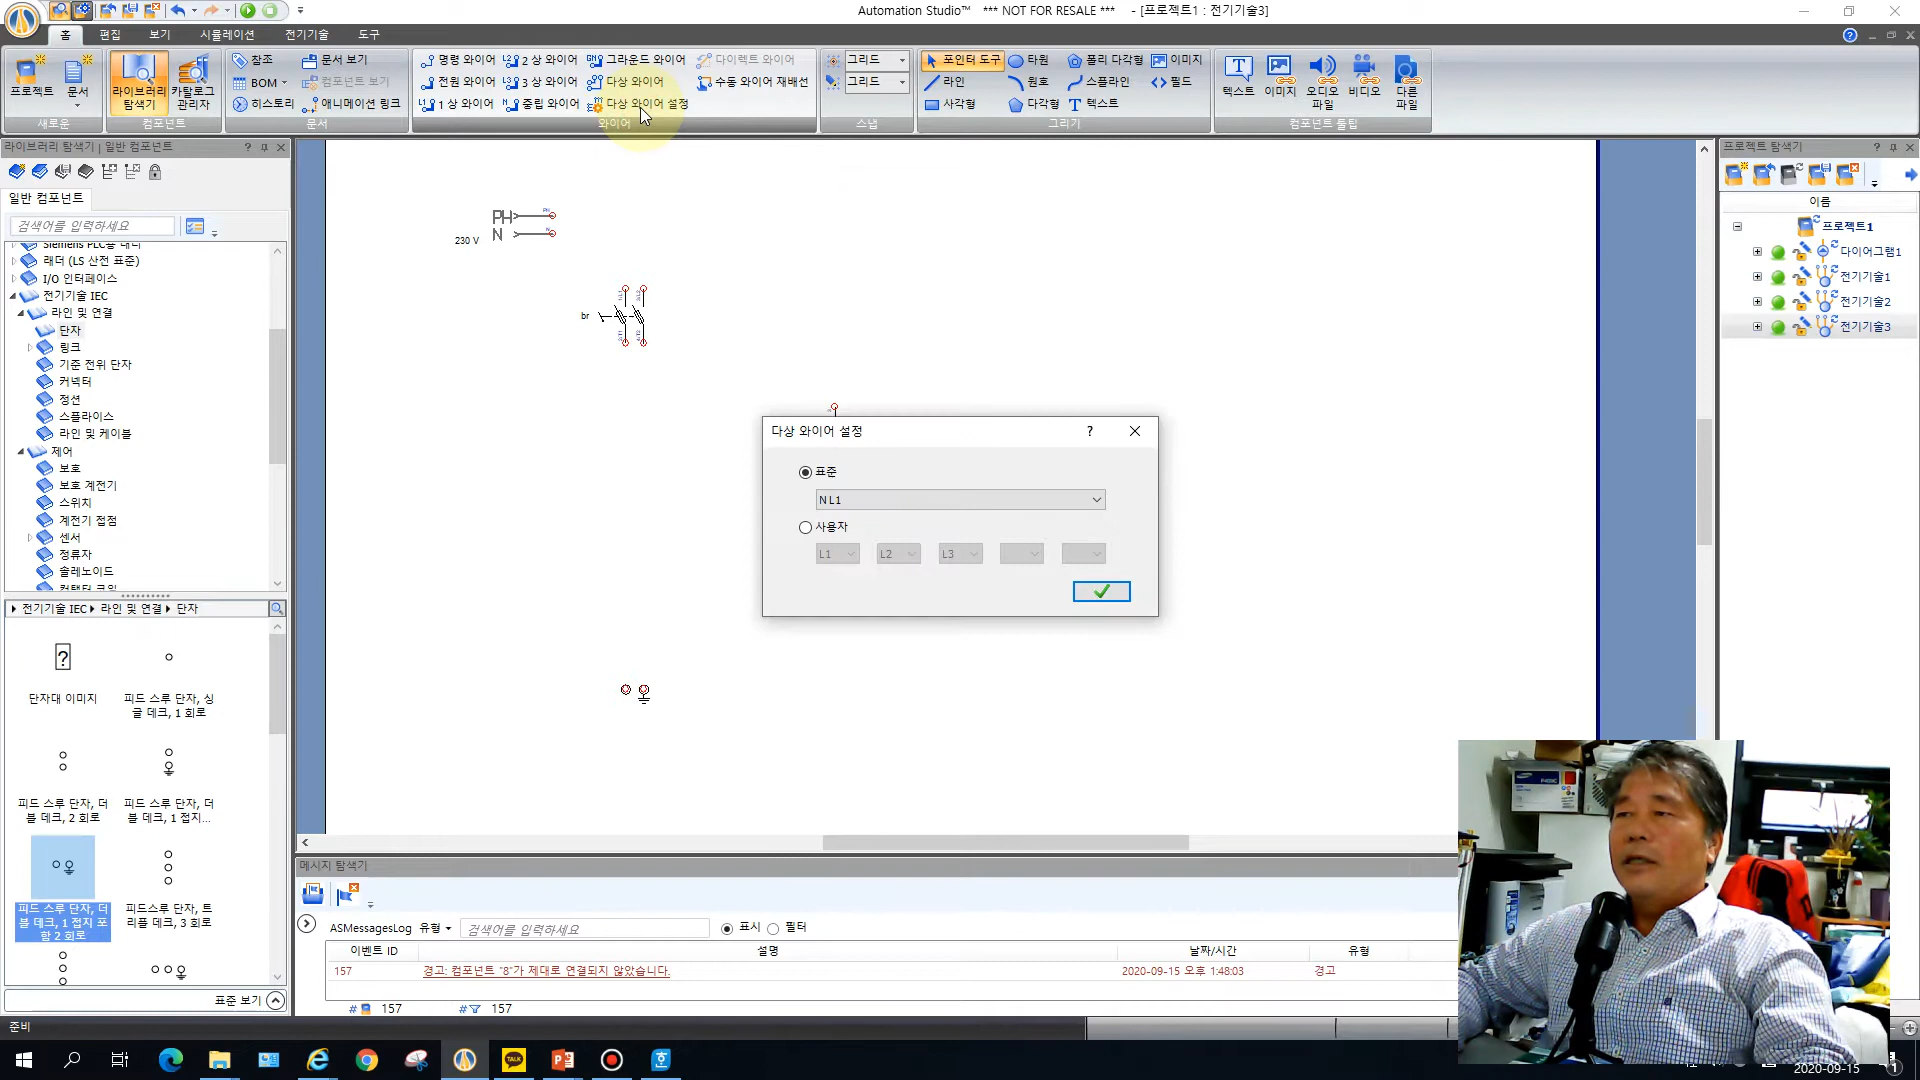 Automation Studio™ *** NOT FOR RESALE *** - [프로젝트1 : 전기기술3]
홈 편집 보기 시뮬레이션 전기기술 도구
프로젝트 문서
새로운
라이브러리 탐색기 카탈로그 관리자
컴포넌트
참조 문서 보기
BOM 컴포넌트 보기
히스토리 애니메이션 링크
문서
명령 와이어 2 상 와이어 그라운드 와이어 다이렉트 와이어
전원 와이어 3 상 와이어 다상 와이어 수동 와이어 재배선
1 상 와이어 중립 와이어 다상 와이어 설정
와이어
그리드
그리드
스냅
포인터 도구 타원 폴리 다각형 이미지
라인 원호 스플라인 필드
사각형 다각형 텍스트
그리기
텍스트 이미지 오디오 파일 비디오 다른 파일
컴포넌트 툴팁
라이브러리 탐색기 | 일반 컴포넌트
일반 컴포넌트
검색어를 입력하세요
Siemens PLC용 래더
래더 (LS 산전 표준)
I/O 인터페이스
전기기술 IEC
라인 및 연결
단자
링크
기준 전위 단자
커넥터
정션
스플라이스
라인 및 케이블
제어
보호
보호 계전기
스위치
계전기 접점
센서
정류자
솔레노이드
컨택터 코일
전기기술 IEC 라인 및 연결 단자
단자대 이미지
피드 스루 단자, 싱글 데크, 1 회로
피드 스루 단자, 더블 데크, 2 회로
피드 스루 단자, 더블 데크, 1 접지...
피드 스루 단자, 더블 데크, 1 접지 포함 2 회로
피드스루 단자, 트리플 데크, 3 회로
표준 보기
준비
PH
N
230 V
br
다상 와이어 설정
표준
N L1
사용자
L1 L2 L3
메시지 탐색기
ASMessagesLog 유형 검색어를 입력하세요 표시 필터
이벤트 ID 설명 날짜/시간 유형
157 경고: 컴포넌트 "8"가 제대로 연결되지 않았습니다. 2020-09-15 오후 1:48:03 경고
# 157 # 157
프로젝트 탐색기
이름
프로젝트1
다이어그램1
전기기술1
전기기술2
전기기술3
SAMSUNG
TALK
2020-09-15
1